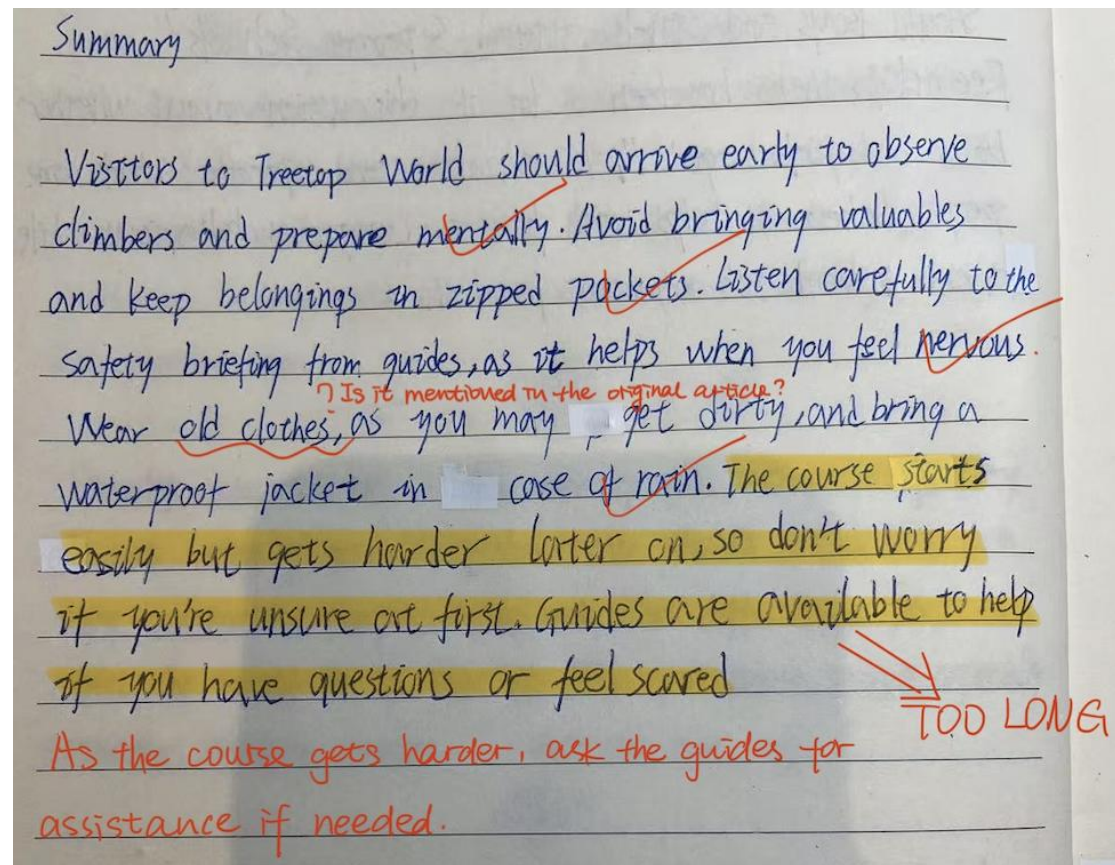 Summary
Visitors to Treetop World should arrive early to observe
climbers and prepare mentally. Avoid bringing valuables
and keep belongings in zipped pockets. Listen carefully to the
safety briefing from guides, as it helps when you feel nervous.
? Is it mentioned in the original article?
Wear old clothes, as you may get dirty, and bring a
waterproof jacket in case of rain. The course starts
easily but gets harder later on, so don't worry
if you're unsure at first. Guides are available to help
if you have questions or feel scared
TOO LONG
As the course gets harder, ask the guides for
assistance if needed.